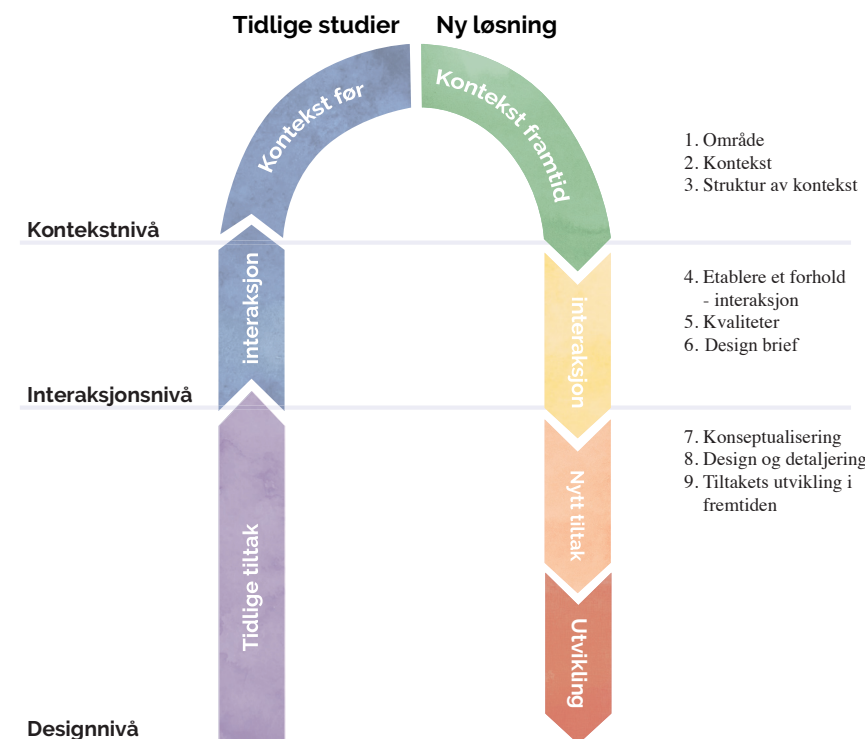 Tidlige studier
Ny løsning
Kontekst før
Kontekst framtid
1. Område
2. Kontekst
3. Struktur av kontekst
Kontekstnivå
interaksjon
interaksjon
4. Etablere et forhold
- interaksjon
5. Kvaliteter
6. Design brief
Interaksjonsnivå
Tidlige tiltak
Nytt tiltak
7. Konseptualisering
8. Design og detaljering
9. Tiltakets utvikling i
fremtiden
Utvikling
Designnivå